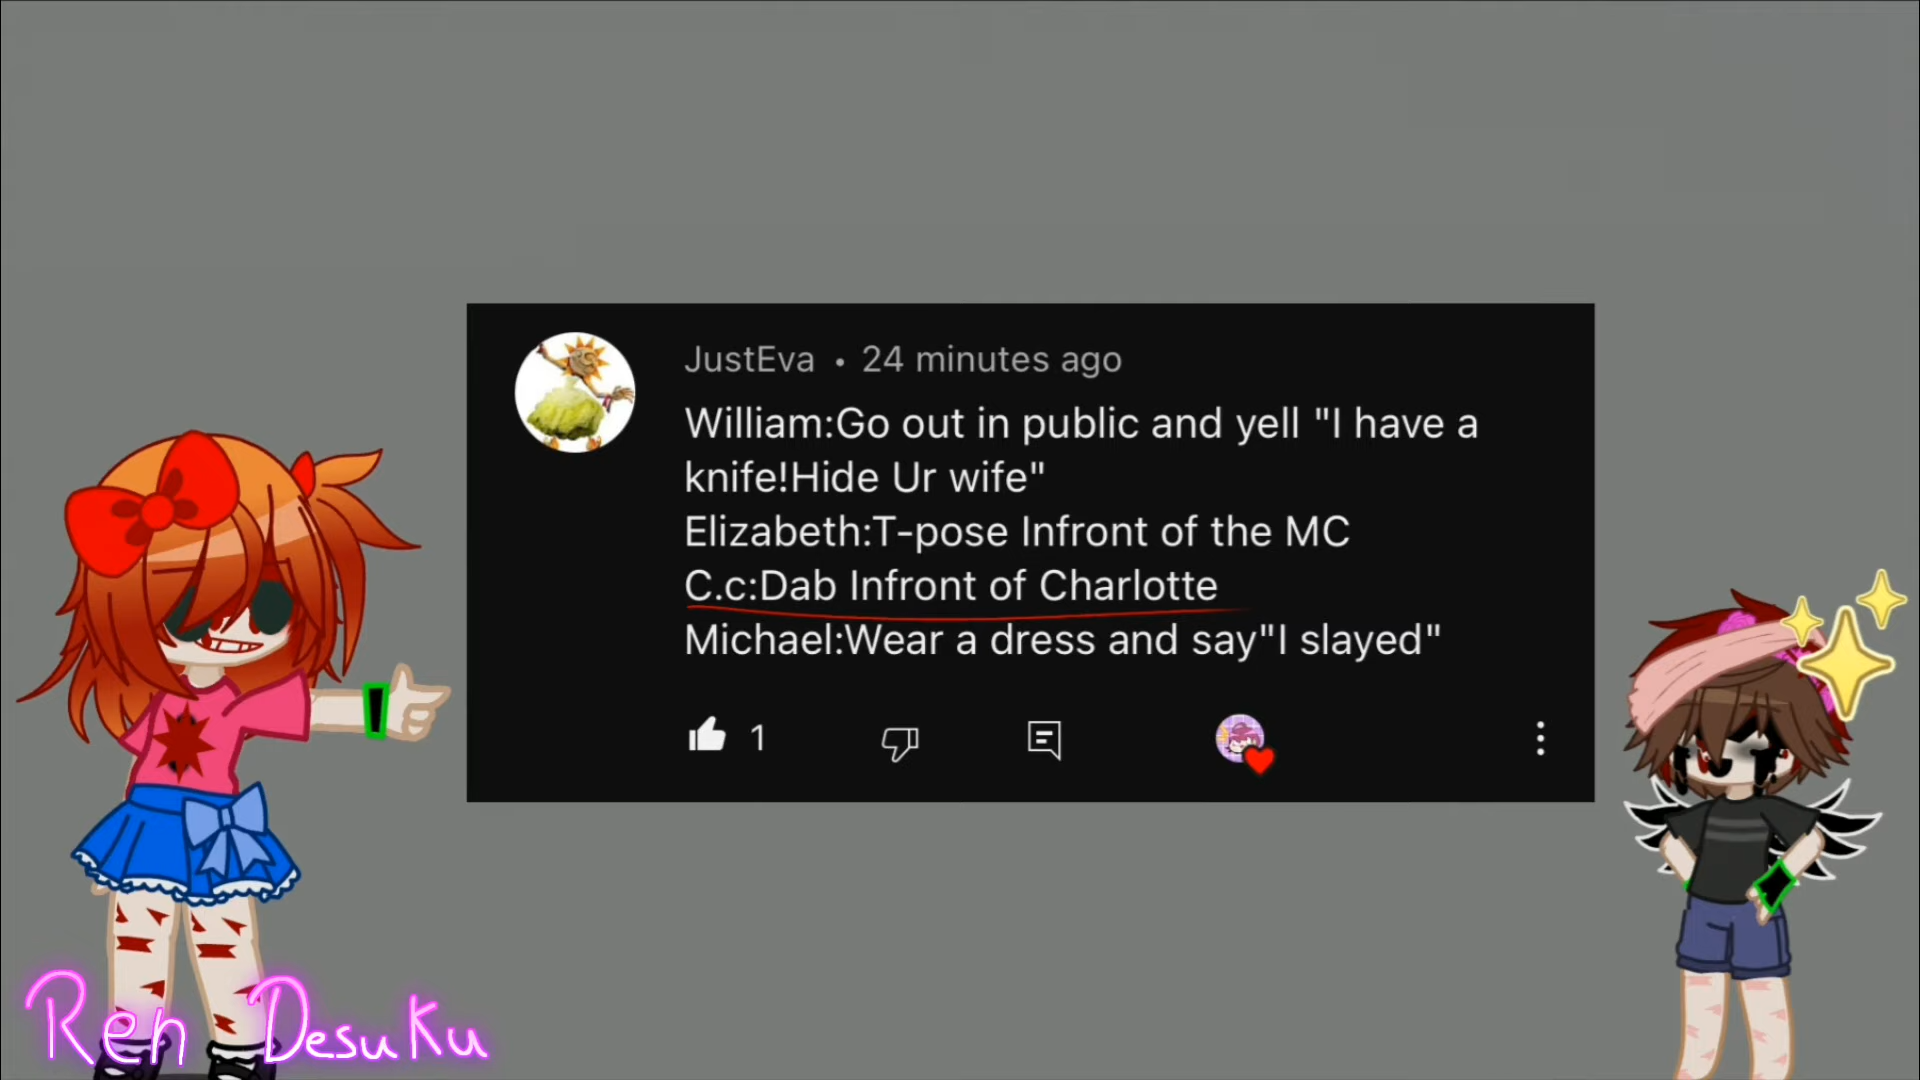 JustEva • 24 minutes ago
William:Go out in public and yell "I have a
knife!Hide Ur wife"
Elizabeth:T-pose Infront of the MC
C.c:Dab Infront of Charlotte
Michael:Wear a dress and say"I slayed"
1
Ren Desuku